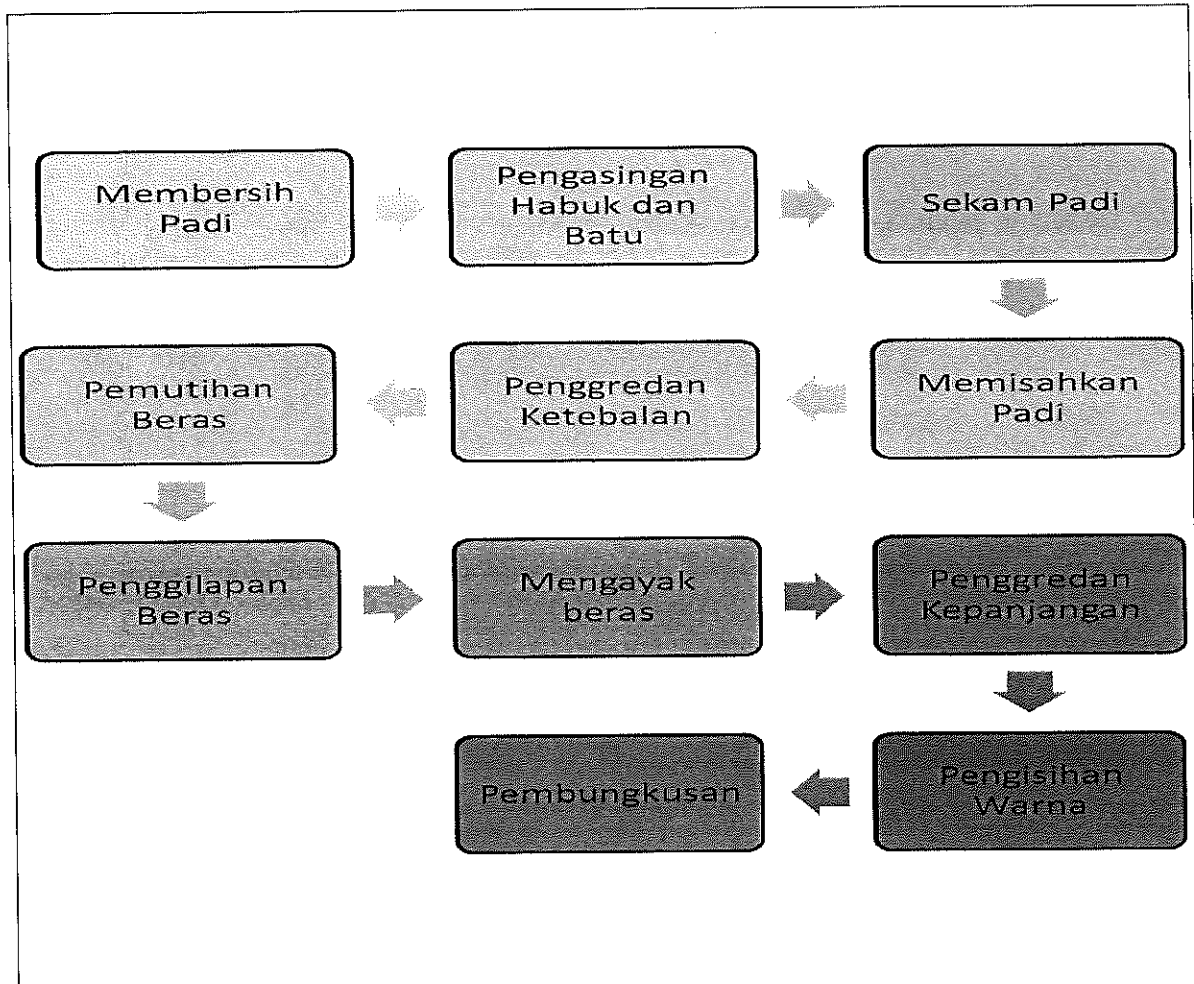 Membersih
Padi
Pengasingan
Habuk dan
Batu
Sekam Padi
Memisahkan
Padi
Penggredan
Ketebalan
Pemutihan
Beras
Penggilapan
Beras
Mengayak
beras
Penggredan
Kepanjangan
Pengisihan
Warna
Pembungkusan